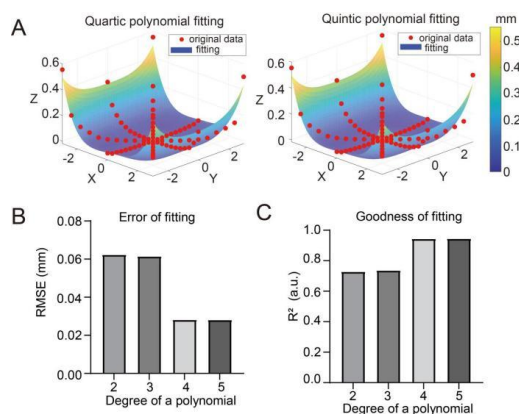 A
Quartic polynomial fitting
Quintic polynomial fitting
mm
original data
fitting
original data
fitting
0.6
0.4
0.2
0
Z
-2
0
2
X
-2
0
2
Y
0.6
0.4
0.2
0
Z
-2
0
2
X
-2
0
2
Y
0.5
0.4
0.3
0.2
0.1
0
B
Error of fitting
0.08
0.06
0.04
0.02
0.00
RMSE (mm)
2 3 4 5
Degree of a polynomial
C
Goodness of fitting
1.0
0.8
0.6
0.4
0.2
0.0
R² (a.u.)
2 3 4 5
Degree of a polynomial